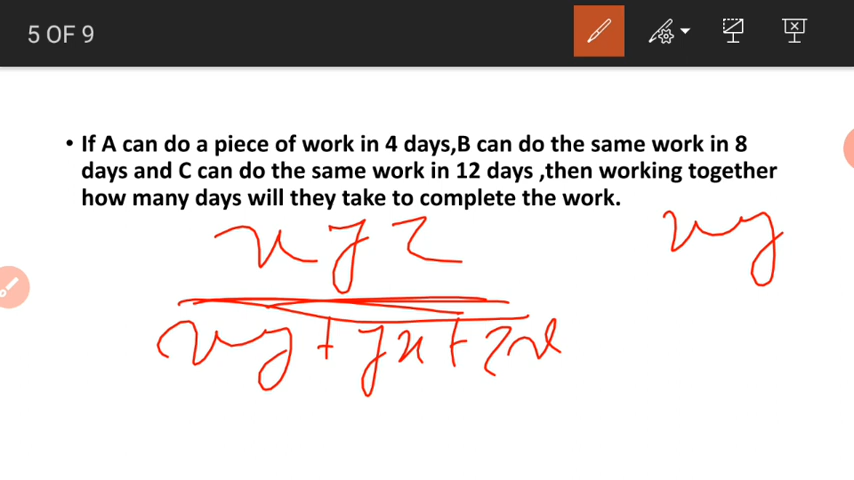 5 OF 9
• If A can do a piece of work in 4 days,B can do the same work in 8
days and C can do the same work in 12 days ,then working together
how many days will they take to complete the work.
x y z
xy
xy + yx + zx